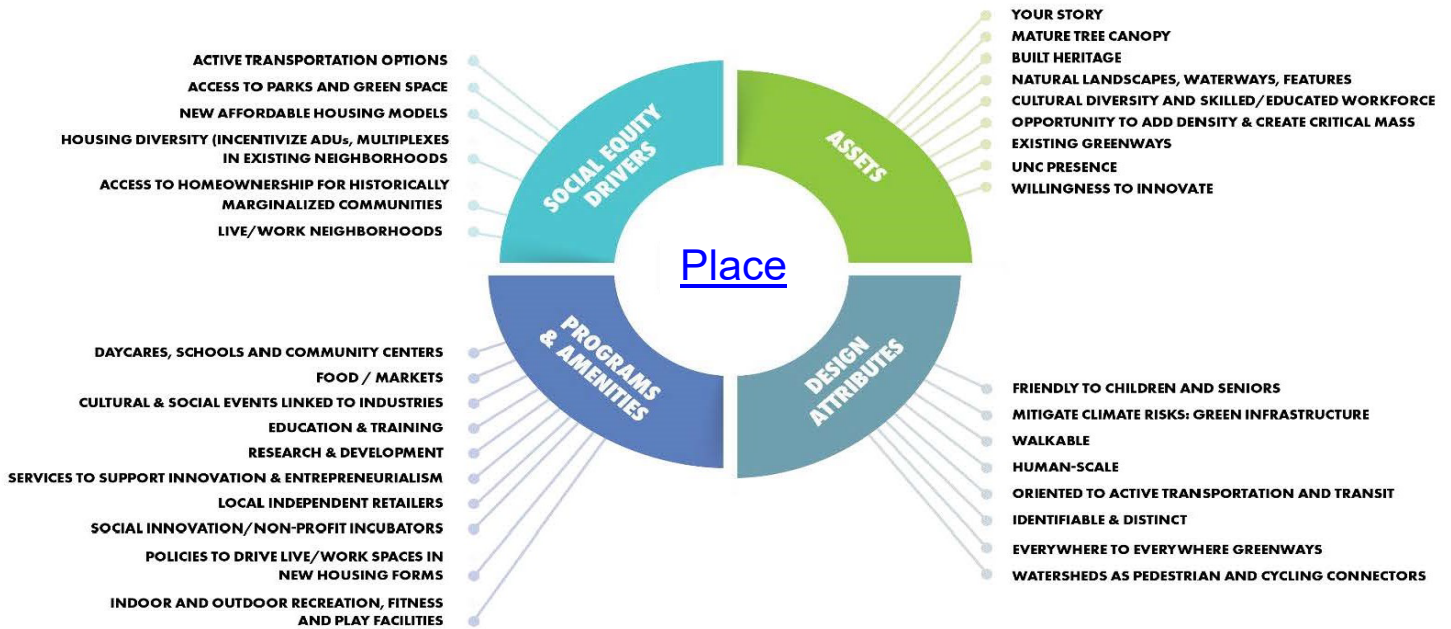 ACTIVE TRANSPORTATION OPTIONS
ACCESS TO PARKS AND GREEN SPACE
NEW AFFORDABLE HOUSING MODELS
HOUSING DIVERSITY (INCENTIVIZE ADUs, MULTIPLEXES
IN EXISTING NEIGHBORHOODS
ACCESS TO HOMEOWNERSHIP FOR HISTORICALLY
MARGINALIZED COMMUNITIES
LIVE/WORK NEIGHBORHOODS
SOCIAL EQUITY
DRIVERS
ASSETS
YOUR STORY
MATURE TREE CANOPY
BUILT HERITAGE
NATURAL LANDSCAPES, WATERWAYS, FEATURES
CULTURAL DIVERSITY AND SKILLED/EDUCATED WORKFORCE
OPPORTUNITY TO ADD DENSITY & CREATE CRITICAL MASS
EXISTING GREENWAYS
UNC PRESENCE
WILLINGNESS TO INNOVATE
Place
DAYCARES, SCHOOLS AND COMMUNITY CENTERS
FOOD / MARKETS
CULTURAL & SOCIAL EVENTS LINKED TO INDUSTRIES
EDUCATION & TRAINING
RESEARCH & DEVELOPMENT
SERVICES TO SUPPORT INNOVATION & ENTREPRENEURIALISM
LOCAL INDEPENDENT RETAILERS
SOCIAL INNOVATION/NON-PROFIT INCUBATORS
POLICIES TO DRIVE LIVE/WORK SPACES IN
NEW HOUSING FORMS
INDOOR AND OUTDOOR RECREATION, FITNESS
AND PLAY FACILITIES
PROGRAMS
& AMENITIES
DESIGN
ATTRIBUTES
FRIENDLY TO CHILDREN AND SENIORS
MITIGATE CLIMATE RISKS: GREEN INFRASTRUCTURE
WALKABLE
HUMAN-SCALE
ORIENTED TO ACTIVE TRANSPORTATION AND TRANSIT
IDENTIFIABLE & DISTINCT
EVERYWHERE TO EVERYWHERE GREENWAYS
WATERSHEDS AS PEDESTRIAN AND CYCLING CONNECTORS